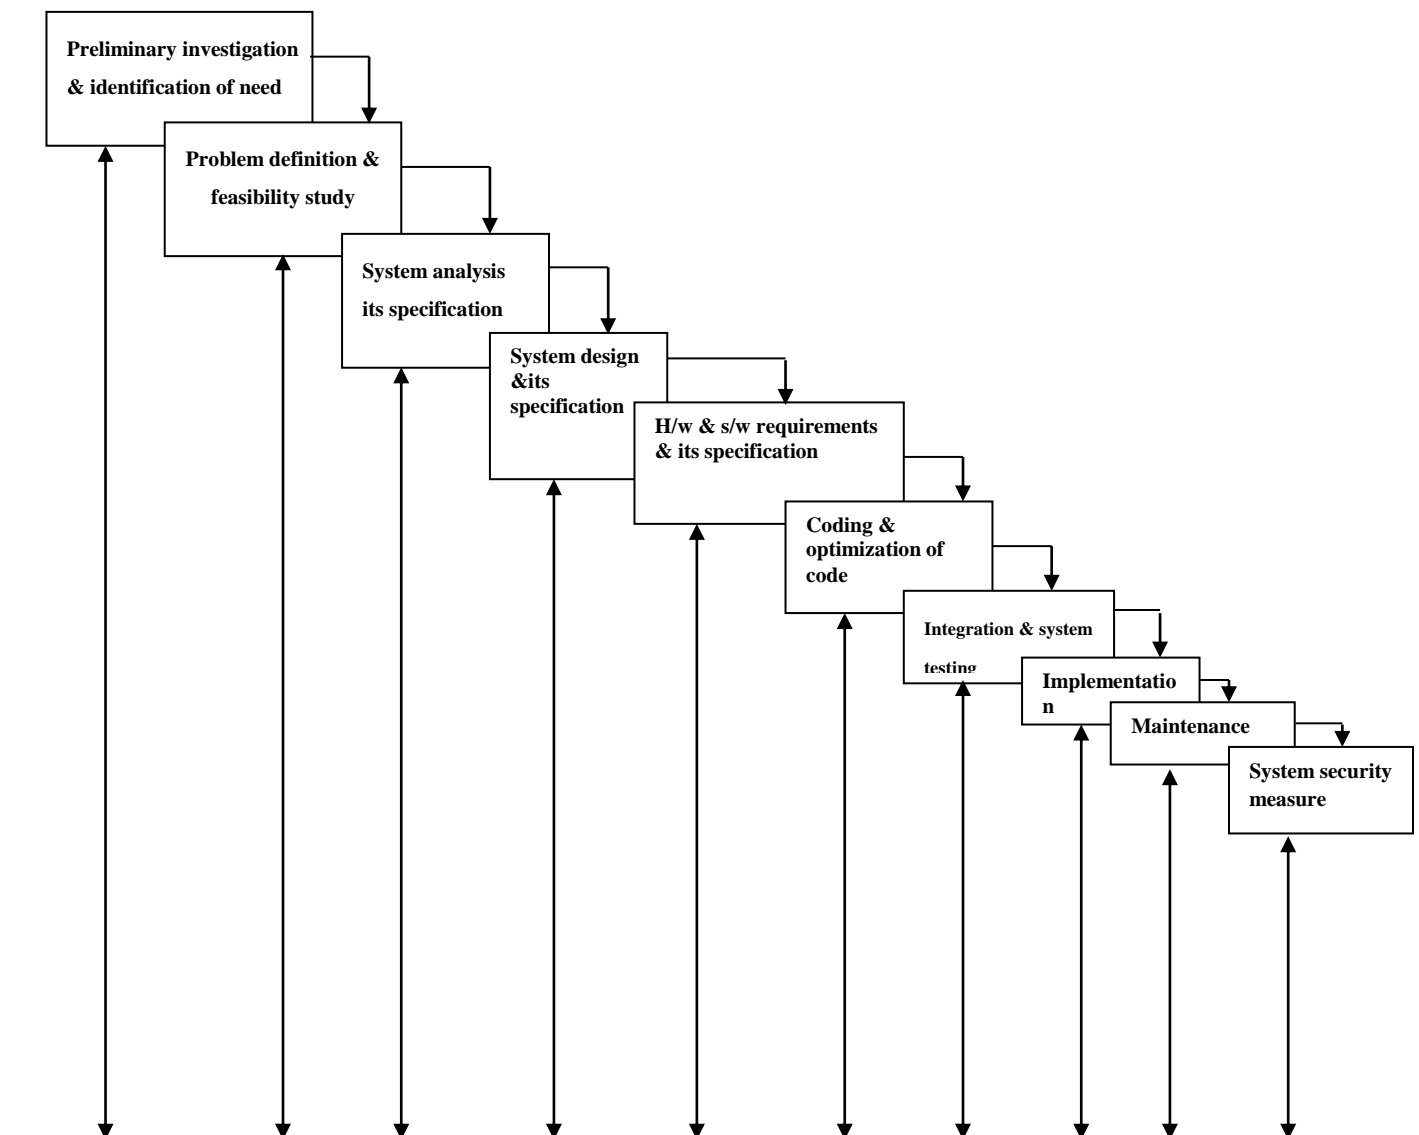 Preliminary investigation
& identification of need
Problem definition &
feasibility study
System analysis
its specification
System design
&its
specification
H/w & s/w requirements
& its specification
Coding &
optimization of
code
Integration & system
testing
Implementatio
n
Maintenance
System security
measure